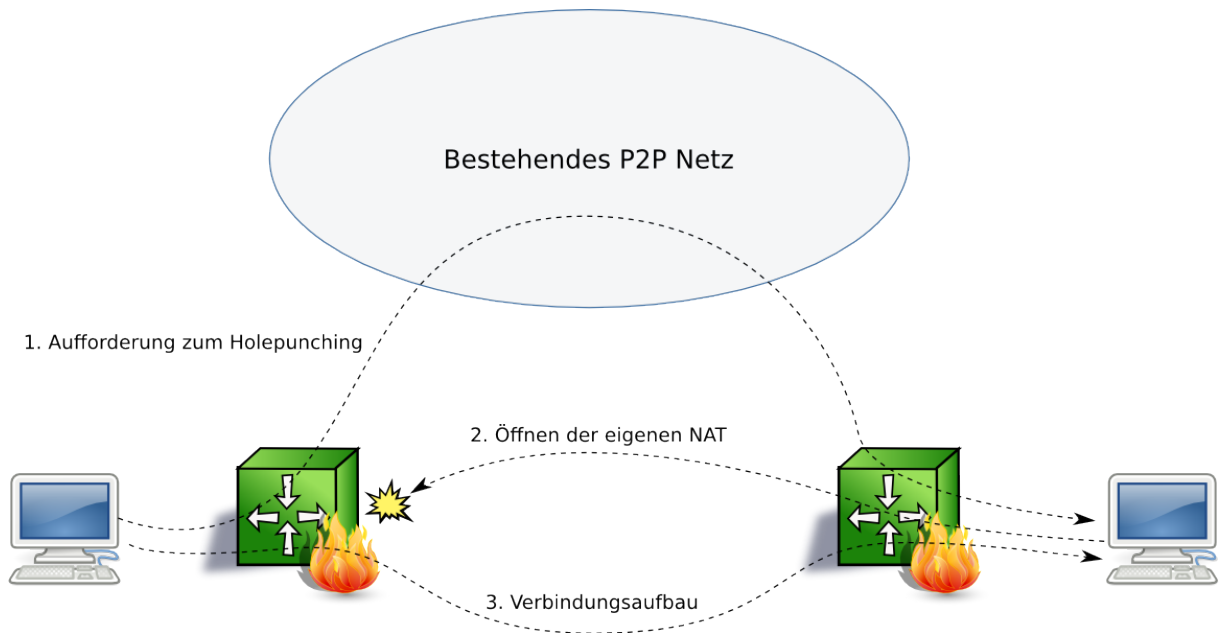 Bestehendes P2P Netz
1. Aufforderung zum Holepunching
2. Öffnen der eigenen NAT
3. Verbindungsaufbau